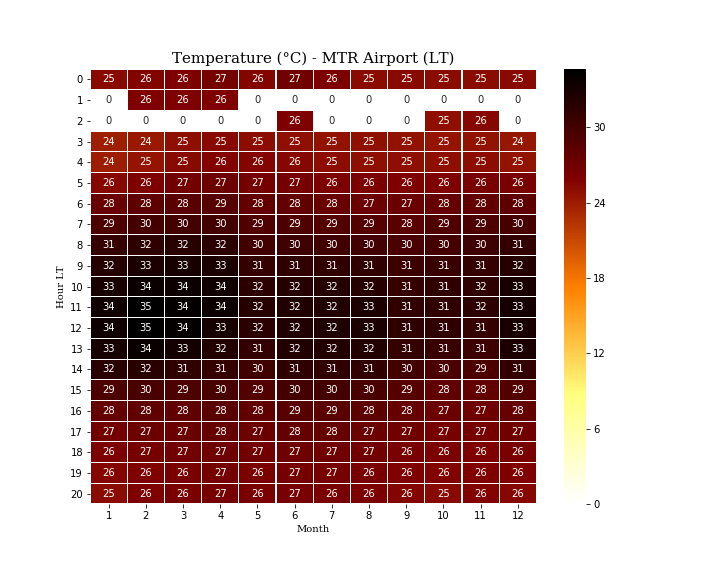 Temperature (°C) - MTR Airport (LT)
0 25 26 26 27 26 27 26 25 25 25 25 25
1 0 26 26 26 0 0 0 0 0 0 0 0
2 0 0 0 0 0 26 0 0 0 25 26 0
3 24 24 25 25 25 25 25 25 25 25 25 24
4 24 25 25 26 26 26 25 25 25 25 25 25
5 26 26 27 27 27 27 26 26 26 26 26 26
6 28 28 28 29 28 28 28 27 27 28 28 28
7 29 30 30 30 29 29 29 29 28 29 29 30
8 31 32 32 32 30 30 30 30 30 30 30 31
9 32 33 33 33 31 31 31 31 31 31 31 32
10 33 34 34 34 32 32 32 32 31 31 32 33
11 34 35 34 34 32 32 32 33 31 31 32 33
12 34 35 34 33 32 32 32 33 31 31 31 33
13 33 34 33 32 31 32 32 32 31 31 31 33
14 32 32 31 31 30 31 31 31 30 30 29 31
15 29 30 29 30 29 30 30 30 29 28 28 29
16 28 28 28 28 28 29 29 28 28 27 27 28
17 27 27 27 28 27 28 28 27 27 27 27 27
18 26 27 27 27 27 27 27 27 26 26 26 26
19 26 26 26 27 26 27 27 26 26 26 26 26
20 25 26 26 27 26 27 26 26 26 25 26 26
1 2 3 4 5 6 7 8 9 10 11 12
Month
Hour LT
30
24
18
12
6
0